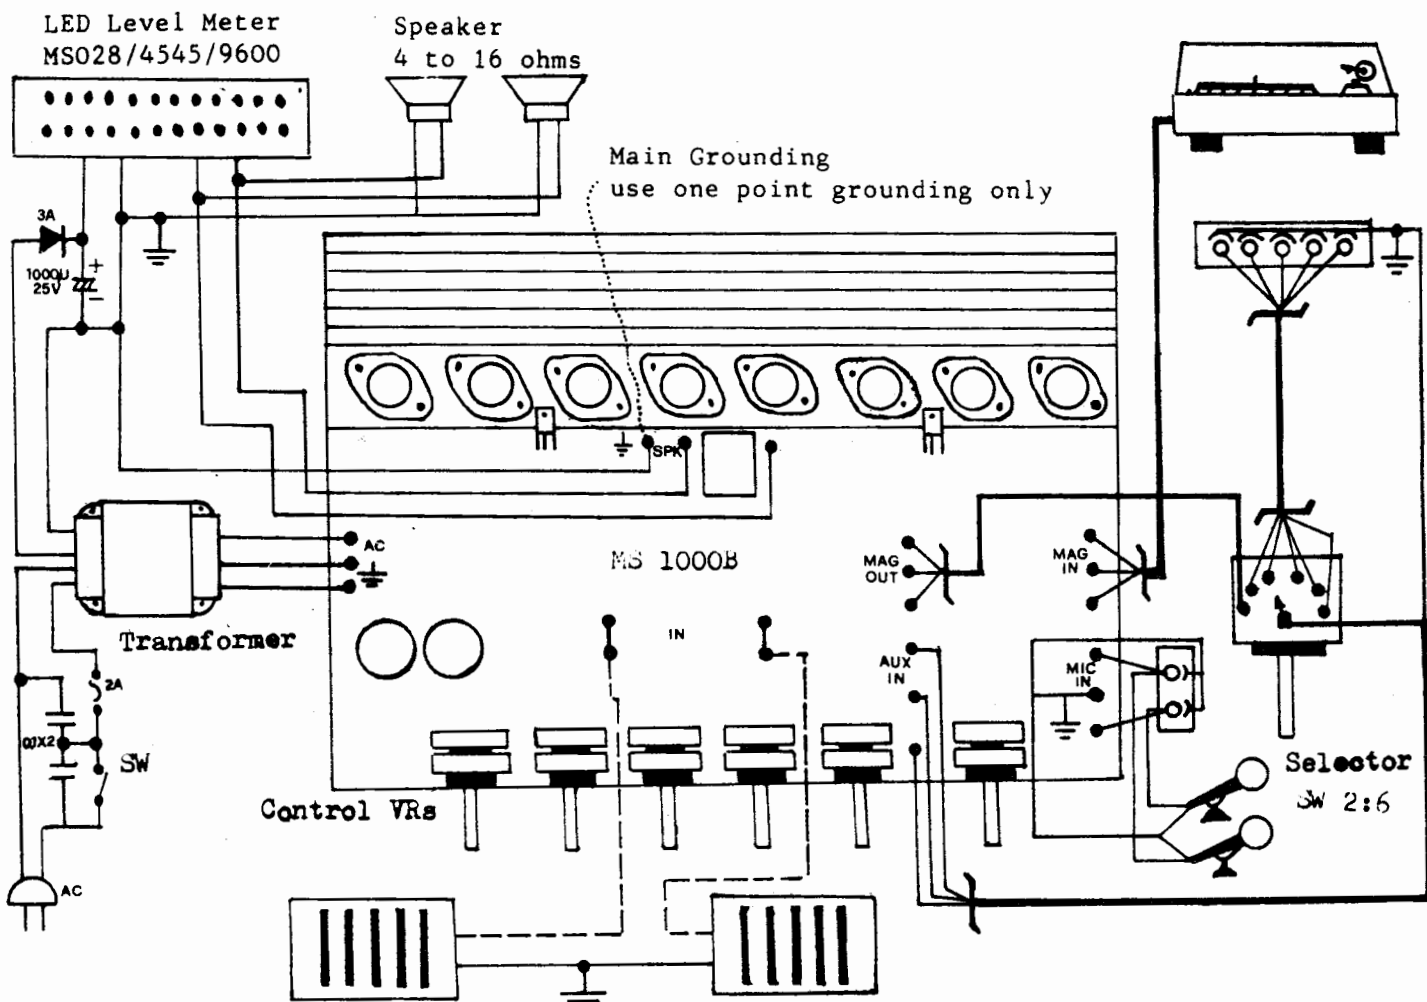 LED Level Meter
MS028/4545/9600
Speaker
4 to 16 ohms
Main Grounding
use one point grounding only
3A
1000U
25V
+
-
SPK
AC
MS 1000B
MAG
OUT
MAG
IN
Transformer
IN
AUX
IN
MIC
IN
2A
0.1X2
SW
Control VRs
Selector
SW 2:6
AC